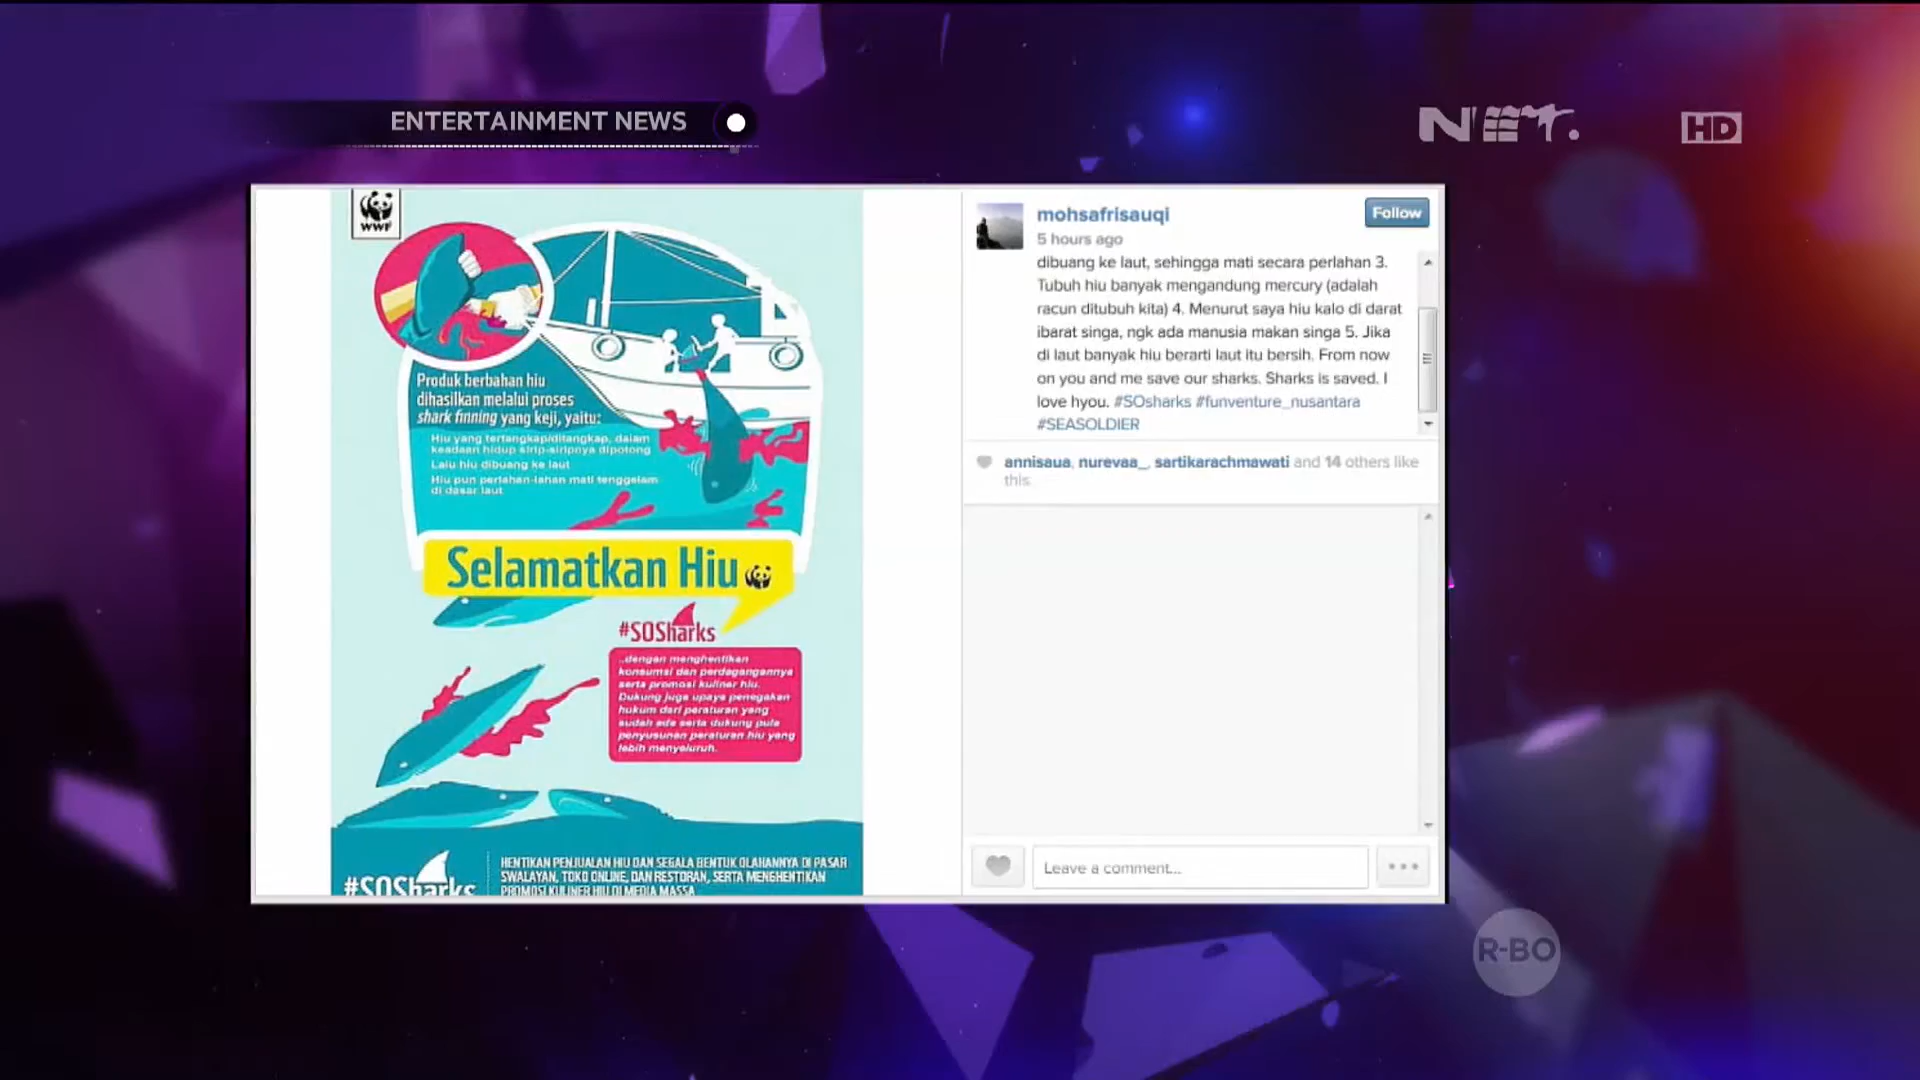 ENTERTAINMENT NEWS
NET.
HD
WWF
Produk berbahan hiu
dihasilkan melalui proses
shark finning yang keji, yaitu:
Hiu yang tertangkap/ditangkap, dalam
keadaan hidup sirip-siripnya dipotong
Lalu hiu dibuang ke laut
Hiu pun perlahan-lahan mati tenggelam
di dasar laut
Selamatkan Hiu
#SOSharks
..dengan menghentikan
konsumsi dan perdagangannya
serta promosi kuliner hiu.
Dukung juga upaya penegakan
hukum dari peraturan yang
sudah ada serta dukung pula
penyusunan peraturan hiu yang
lebih menyeluruh.
#SOSharks
HENTIKAN PENJUALAN HIU DAN SEGALA BENTUK OLAHANNYA DI PASAR
SWALAYAN, TOKO ONLINE, DAN RESTORAN, SERTA MENGHENTIKAN
PROMOSI KULINER HIU DI MEDIA MASSA
mohsafrisauqi
Follow
5 hours ago
dibuang ke laut, sehingga mati secara perlahan 3.
Tubuh hiu banyak mengandung mercury (adalah
racun ditubuh kita) 4. Menurut saya hiu kalo di darat
ibarat singa, ngk ada manusia makan singa 5. Jika
di laut banyak hiu berarti laut itu bersih. From now
on you and me save our sharks. Sharks is saved. I
love hyou. #SOsharks #funventure_nusantara
#SEASOLDIER
annisaua, nurevaa_, sartikarachmawati and 14 others like
this.
Leave a comment...
R-BO